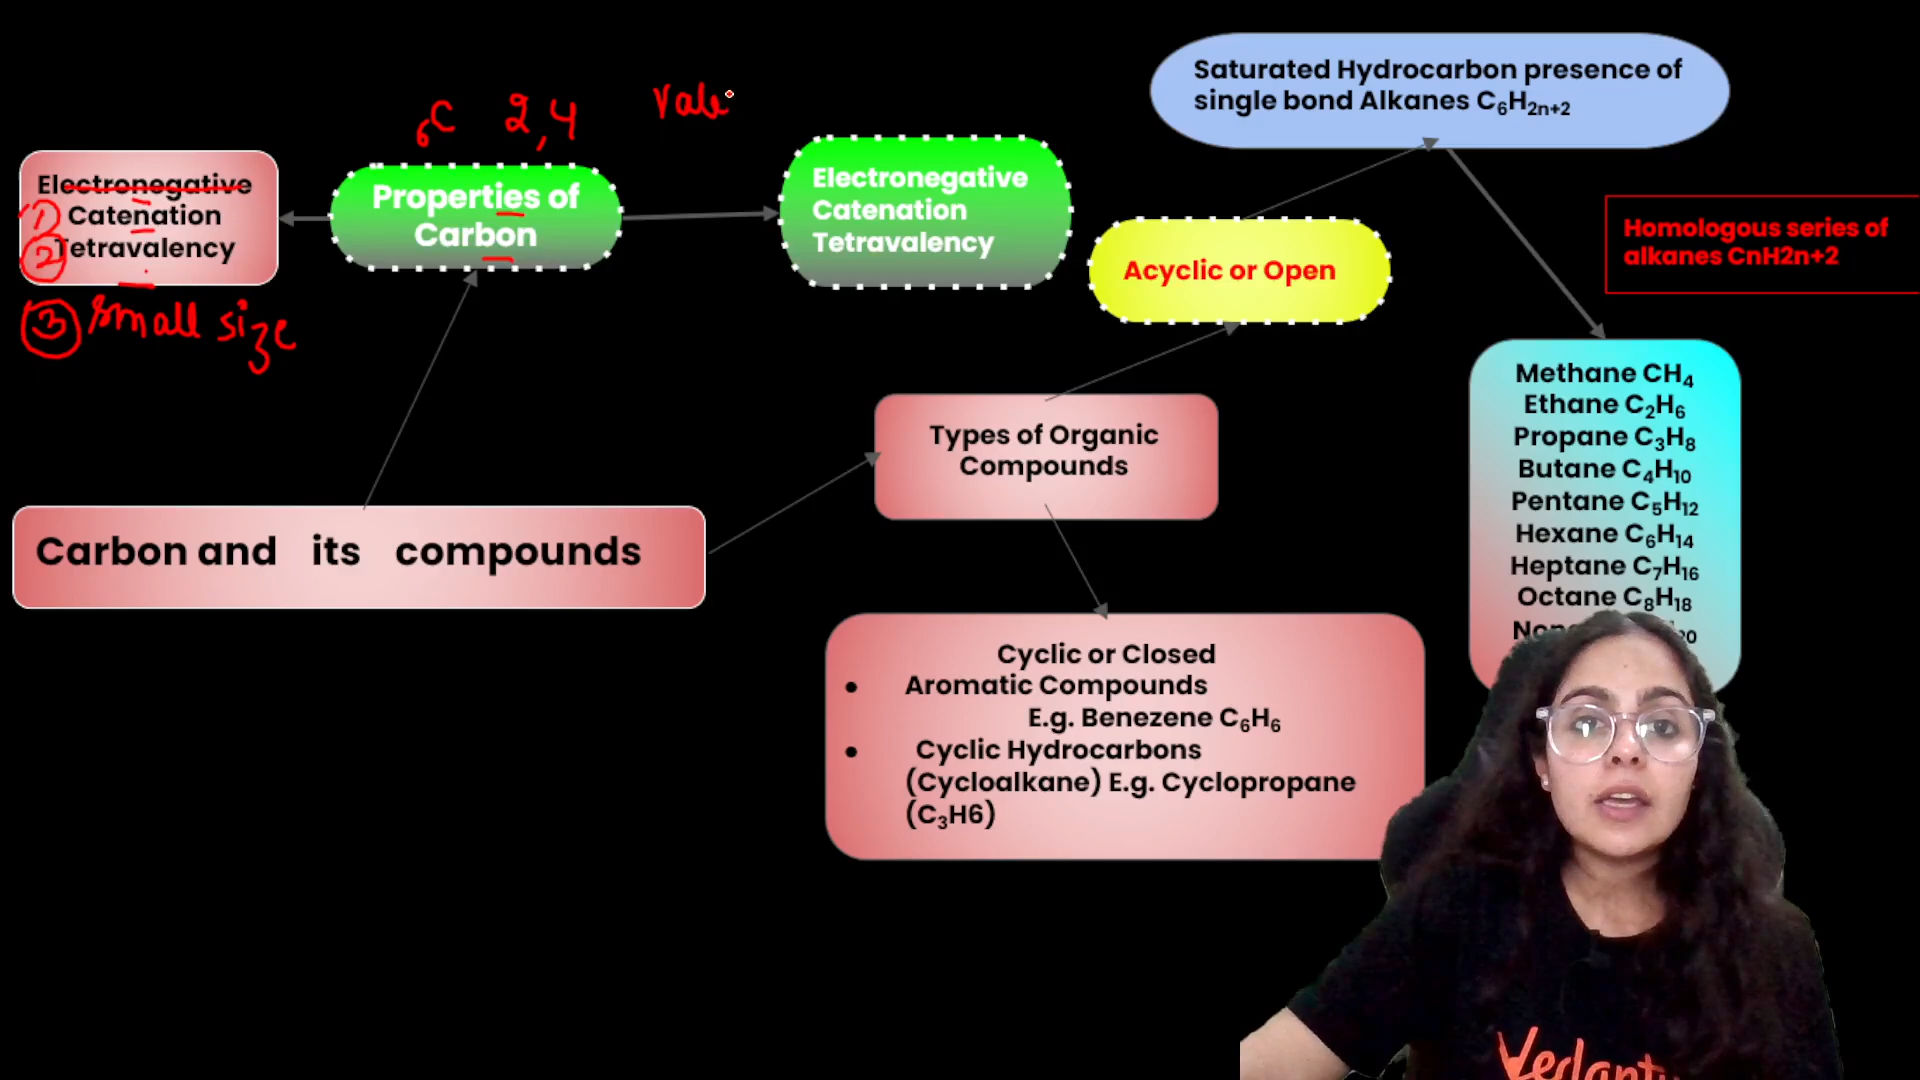 Saturated Hydrocarbon presence of
single bond Alkanes C₆H₂ₙ₊₂
₆C 2,4 Vale
Electronegative
Catenation
Tetravalency
1
2
3 Small size
Properties of
Carbon
Electronegative
Catenation
Tetravalency
Acyclic or Open
Homologous series of
alkanes CnH2n+2
Types of Organic
Compounds
Methane CH₄
Ethane C₂H₆
Propane C₃H₈
Butane C₄H₁₀
Pentane C₅H₁₂
Hexane C₆H₁₄
Heptane C₇H₁₆
Octane C₈H₁₈
Carbon and its compounds
Cyclic or Closed
• Aromatic Compounds
E.g. Benezene C₆H₆
• Cyclic Hydrocarbons
(Cycloalkane) E.g. Cyclopropane
(C₃H6)